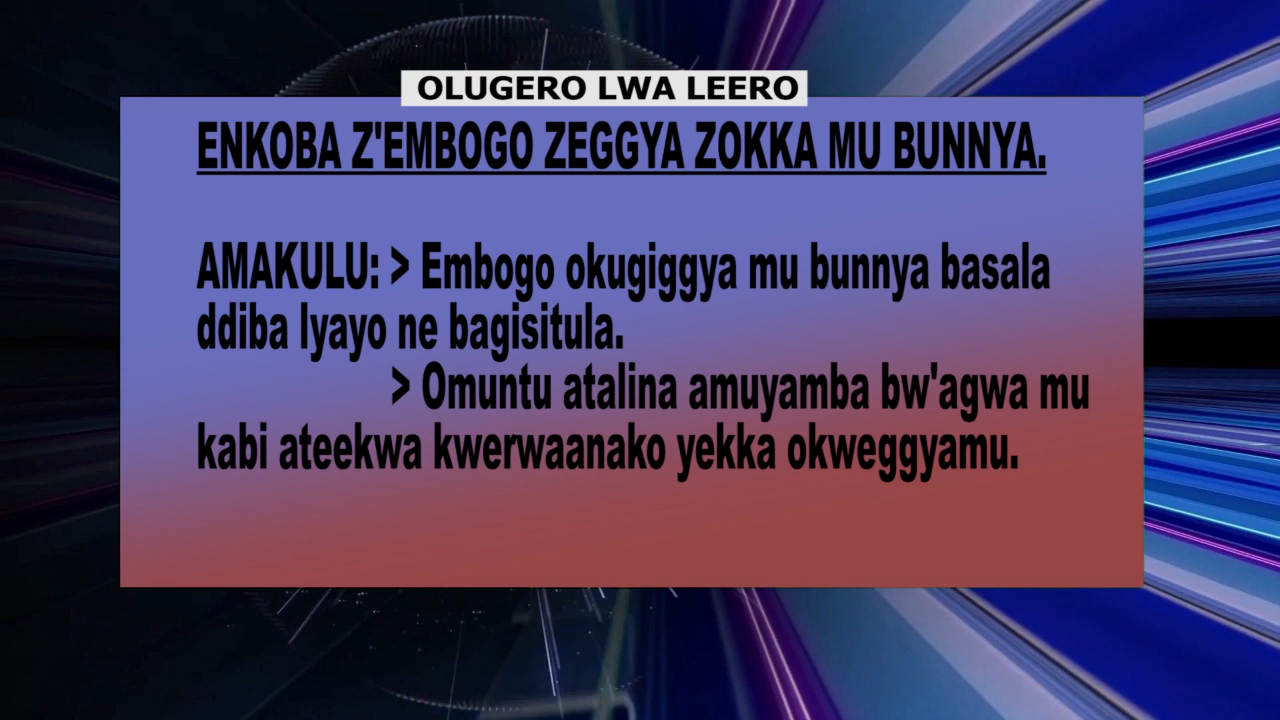 OLUGERO LWA LEERO
ENKOBA Z'EMBOGO ZEGGYA ZOKKA MU BUNNYA.
AMAKULU: > Embogo okugiggya mu bunnya basala
ddiba lyayo ne bagisitula.
> Omuntu atalina amuyamba bw'agwa mu
kabi ateekwa kwerwaanako yekka okweggyamu.